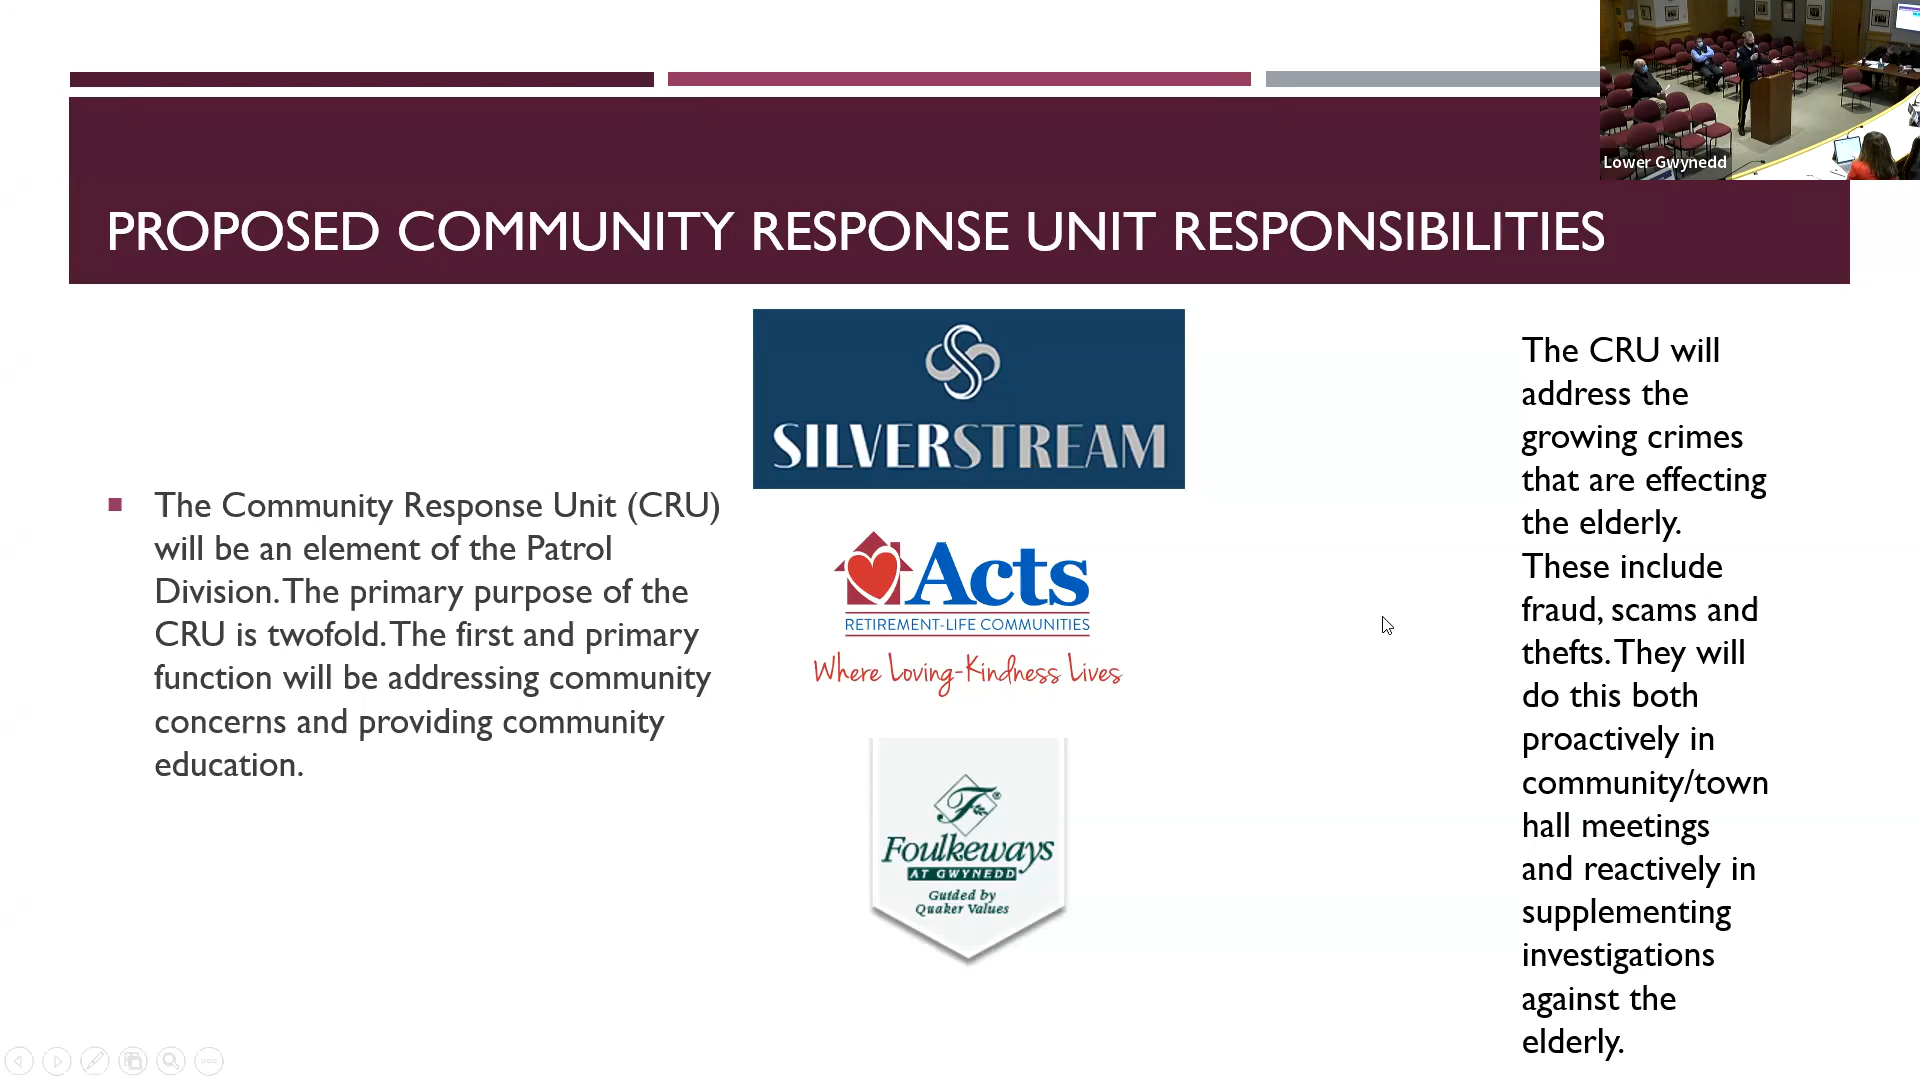 Lower Gwynedd
PROPOSED COMMUNITY RESPONSE UNIT RESPONSIBILITIES
The Community Response Unit (CRU)
will be an element of the Patrol
Division. The primary purpose of the
CRU is twofold. The first and primary
function will be addressing community
concerns and providing community
education.
SILVERSTREAM
Acts
RETIREMENT-LIFE COMMUNITIES
Where Loving-Kindness Lives
F®
Foulkeways
AT GWYNEDD
Guided by
Quaker Values
The CRU will
address the
growing crimes
that are effecting
the elderly.
These include
fraud, scams and
thefts. They will
do this both
proactively in
community/town
hall meetings
and reactively in
supplementing
investigations
against the
elderly.